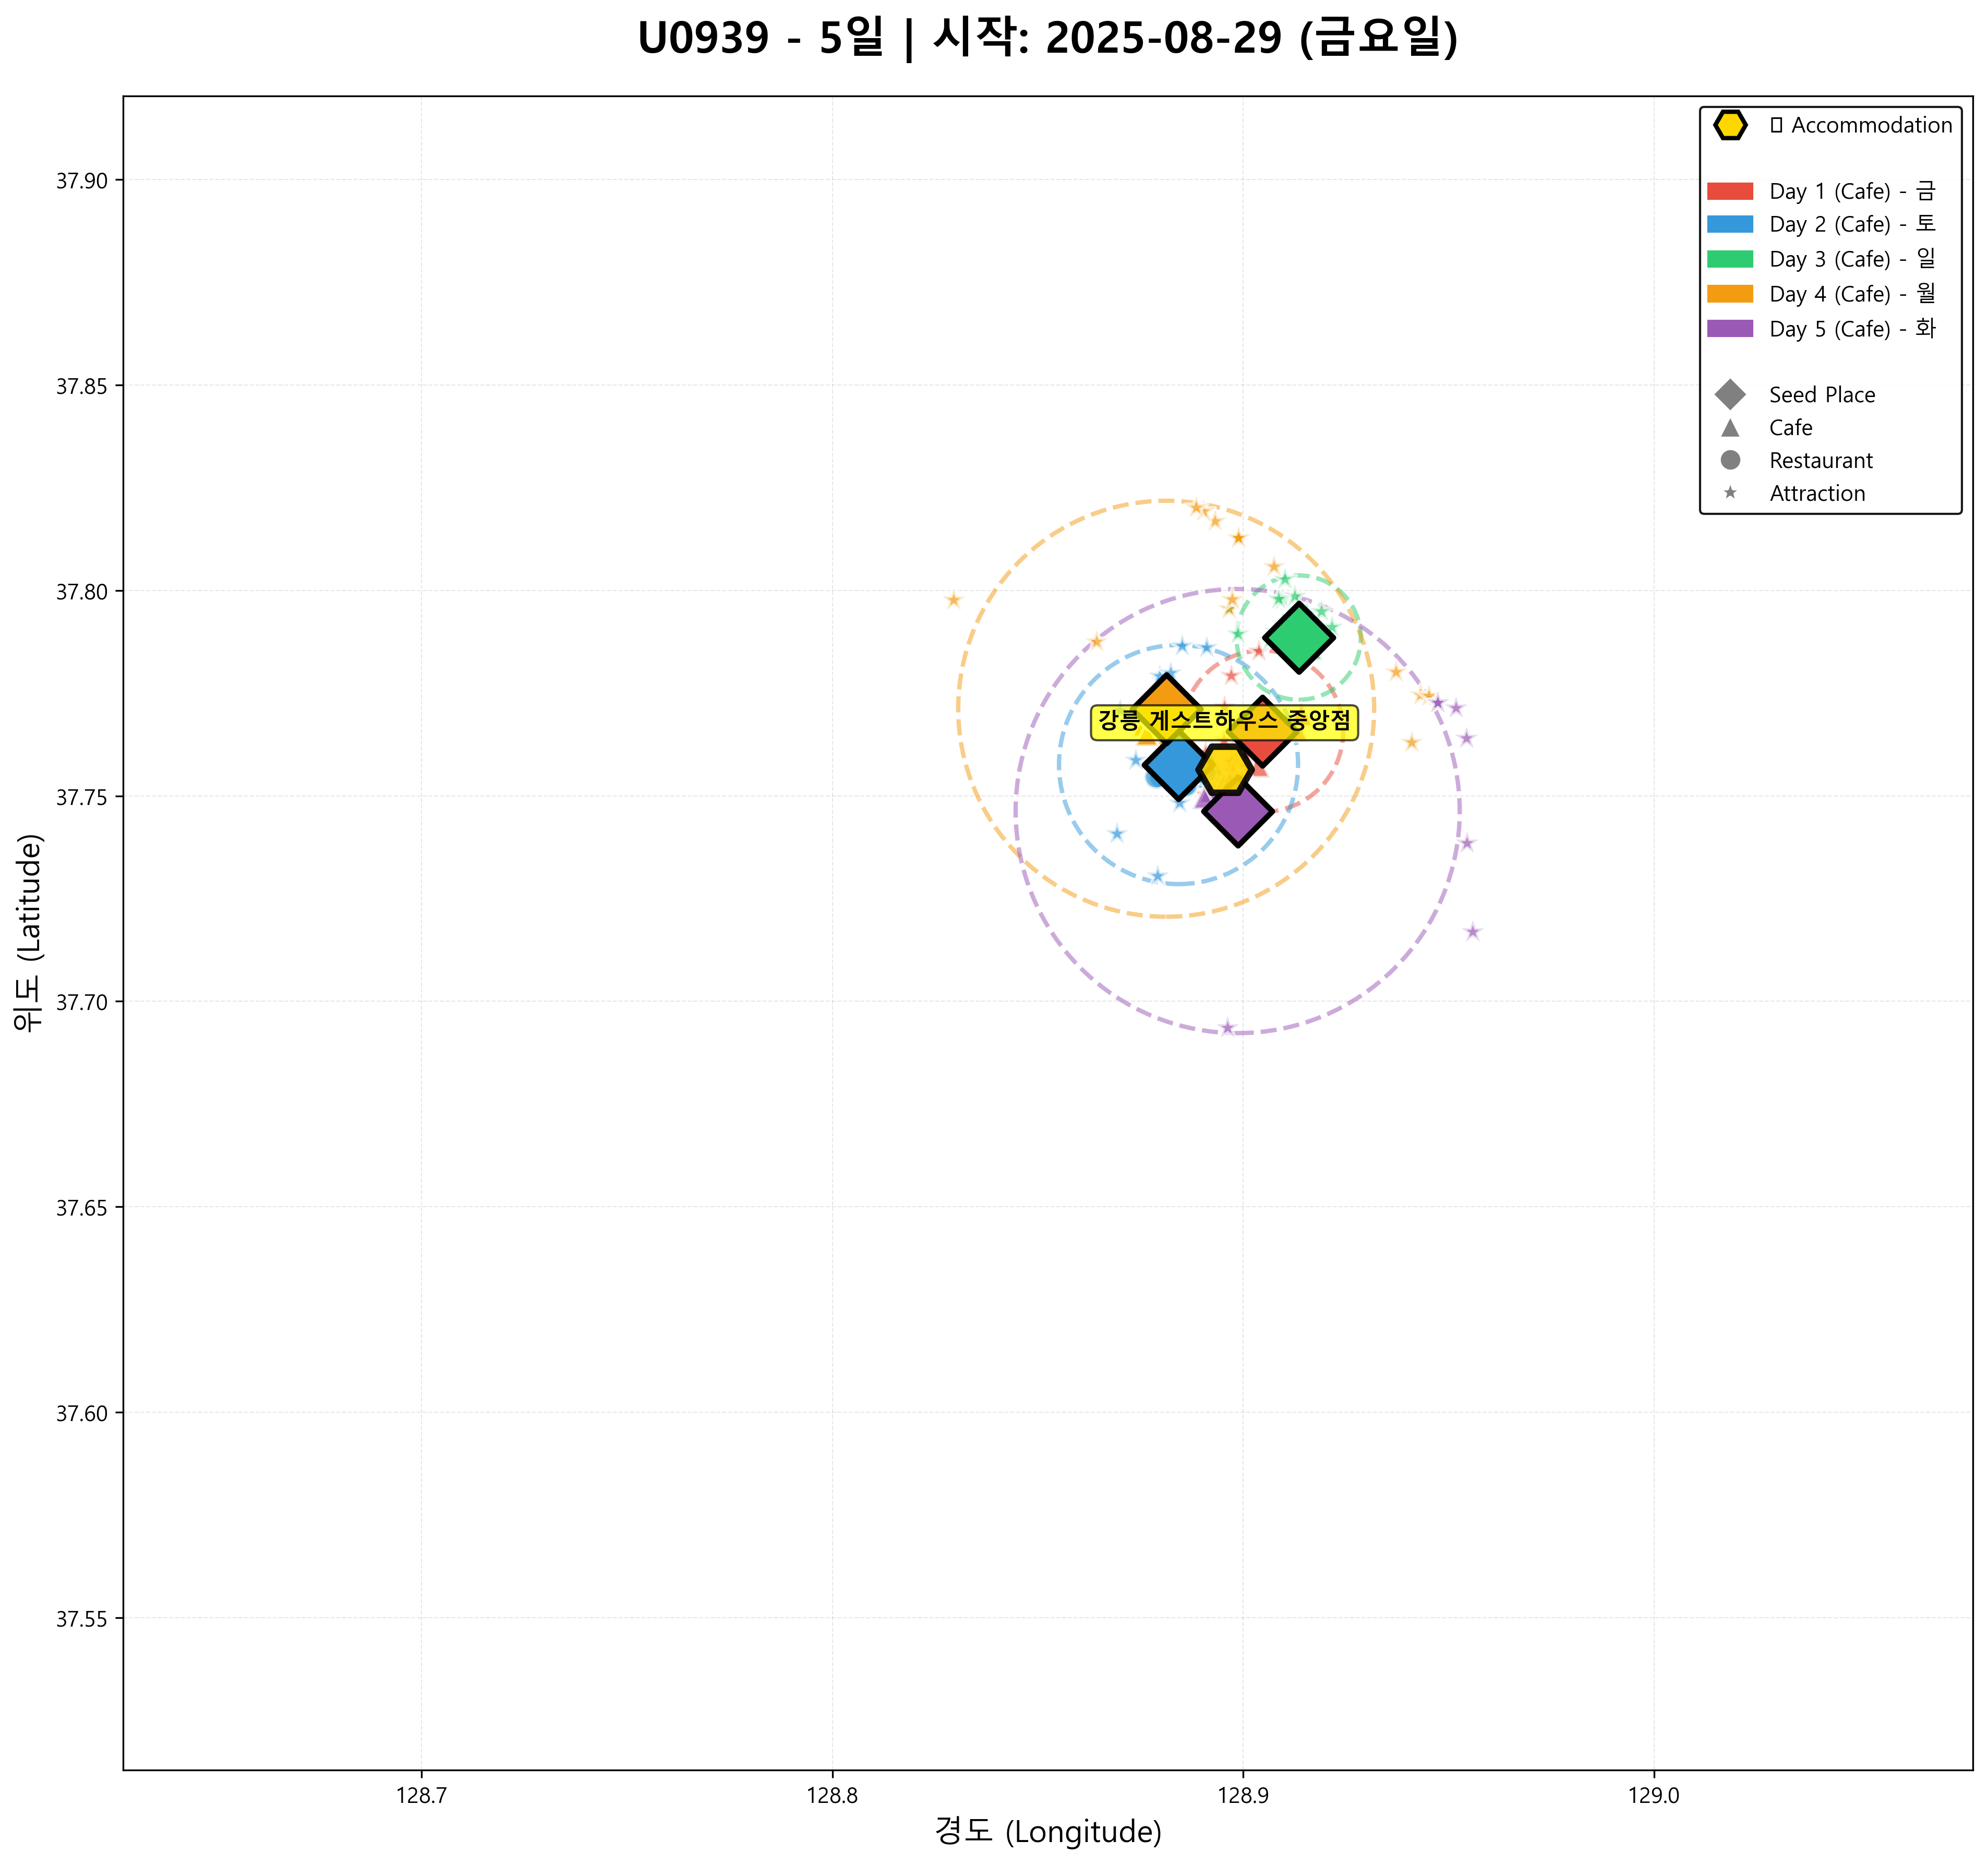 U0939 - 5일 | 시작: 2025-08-29 (금요일)
위도 (Latitude)
37.90
37.85
37.80
37.75
37.70
37.65
37.60
37.55
강릉 게스트하우스 중앙점
□ Accommodation
Day 1 (Cafe) - 금
Day 2 (Cafe) - 토
Day 3 (Cafe) - 일
Day 4 (Cafe) - 월
Day 5 (Cafe) - 화
Seed Place
Cafe
Restaurant
Attraction
128.7
128.8
128.9
129.0
경도 (Longitude)